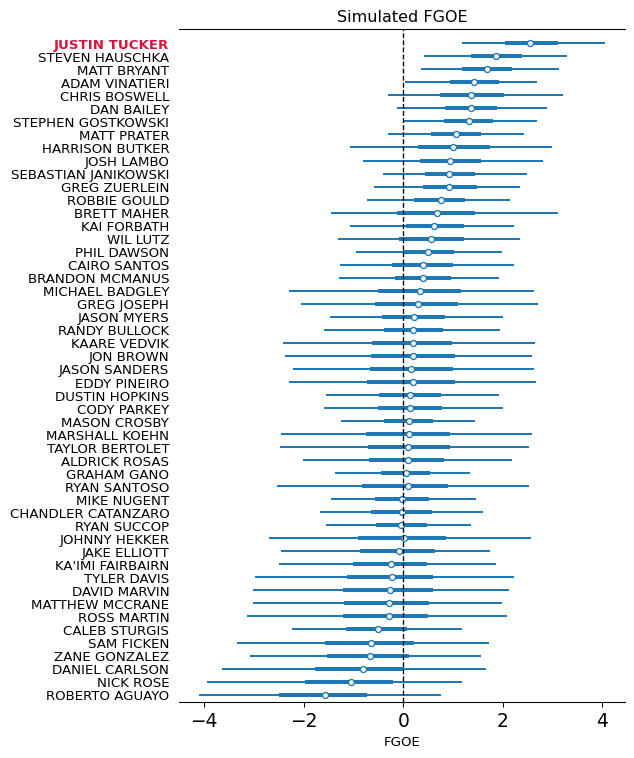 Simulated FGOE
JUSTIN TUCKER
STEVEN HAUSCHKA
MATT BRYANT
ADAM VINATIERI
CHRIS BOSWELL
DAN BAILEY
STEPHEN GOSTKOWSKI
MATT PRATER
HARRISON BUTKER
JOSH LAMBO
SEBASTIAN JANIKOWSKI
GREG ZUERLEIN
ROBBIE GOULD
BRETT MAHER
KAI FORBATH
WIL LUTZ
PHIL DAWSON
CAIRO SANTOS
BRANDON MCMANUS
MICHAEL BADGLEY
GREG JOSEPH
JASON MYERS
RANDY BULLOCK
KAARE VEDVIK
JON BROWN
JASON SANDERS
EDDY PINEIRO
DUSTIN HOPKINS
CODY PARKEY
MASON CROSBY
MARSHALL KOEHN
TAYLOR BERTOLET
ALDRICK ROSAS
GRAHAM GANO
RYAN SANTOSO
MIKE NUGENT
CHANDLER CATANZARO
RYAN SUCCOP
JOHNNY HEKKER
JAKE ELLIOTT
KA'IMI FAIRBAIRN
TYLER DAVIS
DAVID MARVIN
MATTHEW MCCRANE
ROSS MARTIN
CALEB STURGIS
SAM FICKEN
ZANE GONZALEZ
DANIEL CARLSON
NICK ROSE
ROBERTO AGUAYO
−4 −2 0 2 4
FGOE